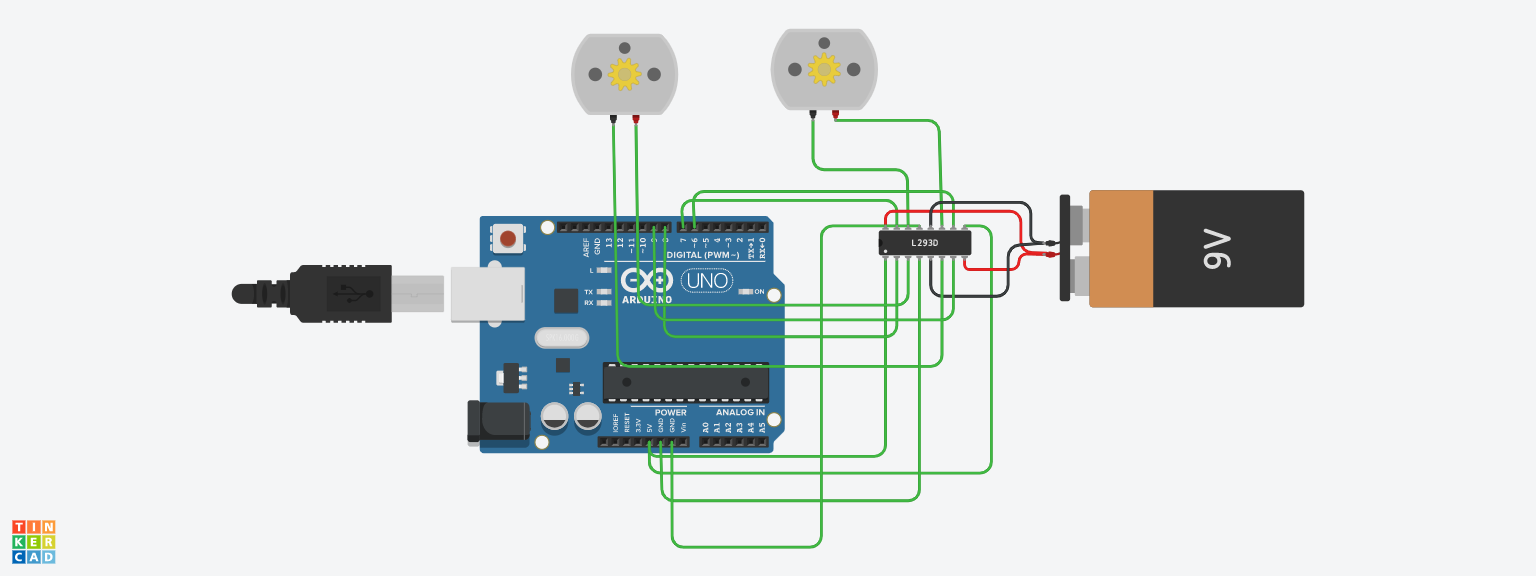 AREF
GND
13
12
~11
~10
7
~6
~5
4
~3
2
TX→1
RX←0
DIGITAL (PWM~)
L
TX
RX
ARDUINO
UNO
ON
L293D
9V
POWER
ANALOG IN
IOREF
RESET
3.3V
5V
GND
GND
Vin
A0
A1
A2
A3
A4
A5
TIN
KER
CAD